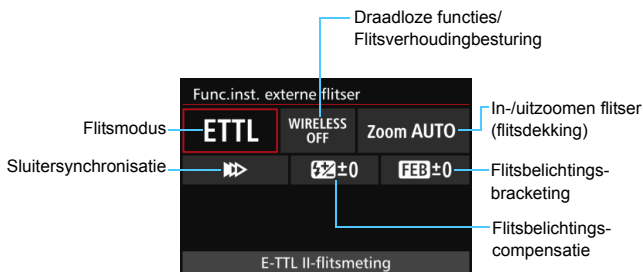 Draadloze functies/
Flitsverhoudingbesturing
Func.inst. externe flitser
Flitsmodus
ETTL
WIRELESS
OFF
Zoom AUTO
In-/uitzoomen flitser
(flitsdekking)
Sluitersynchronisatie
±0
FEB±0
Flitsbelichtings-
bracketing
Flitsbelichtings-
compensatie
E-TTL II-flitsmeting